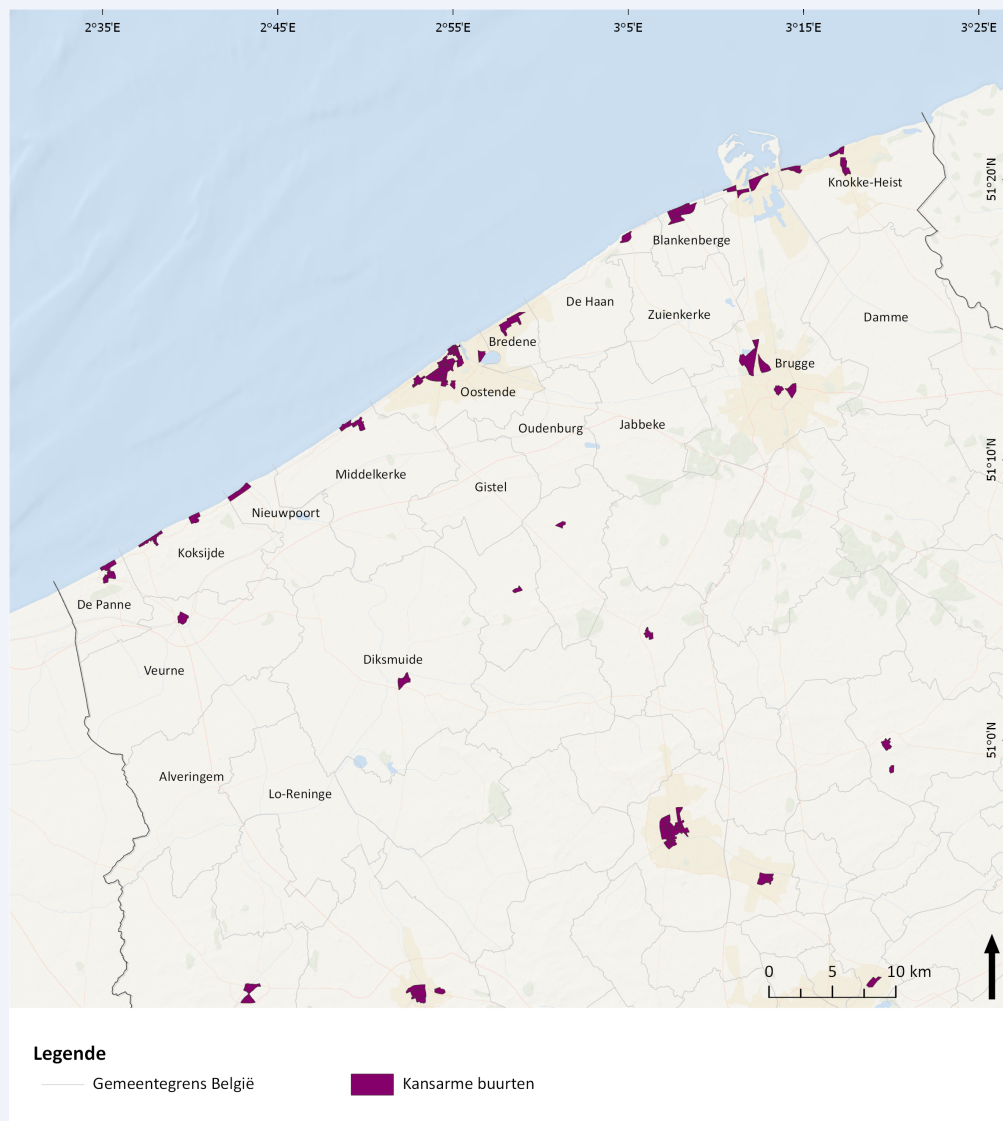 2°35'E 2°45'E 2°55'E 3°5'E 3°15'E 3°25'E
51°20'N
Knokke-Heist
Blankenberge
De Haan
Zuienkerke
Damme
Bredene
Brugge
Oostende
Jabbeke
Oudenburg
51°10'N
Middelkerke
Gistel
Nieuwpoort
Koksijde
De Panne
Diksmuide
Veurne
51°0'N
Alveringem
Lo-Reninge
0 5 10 km
Legende
Gemeentegrens België Kansarme buurten